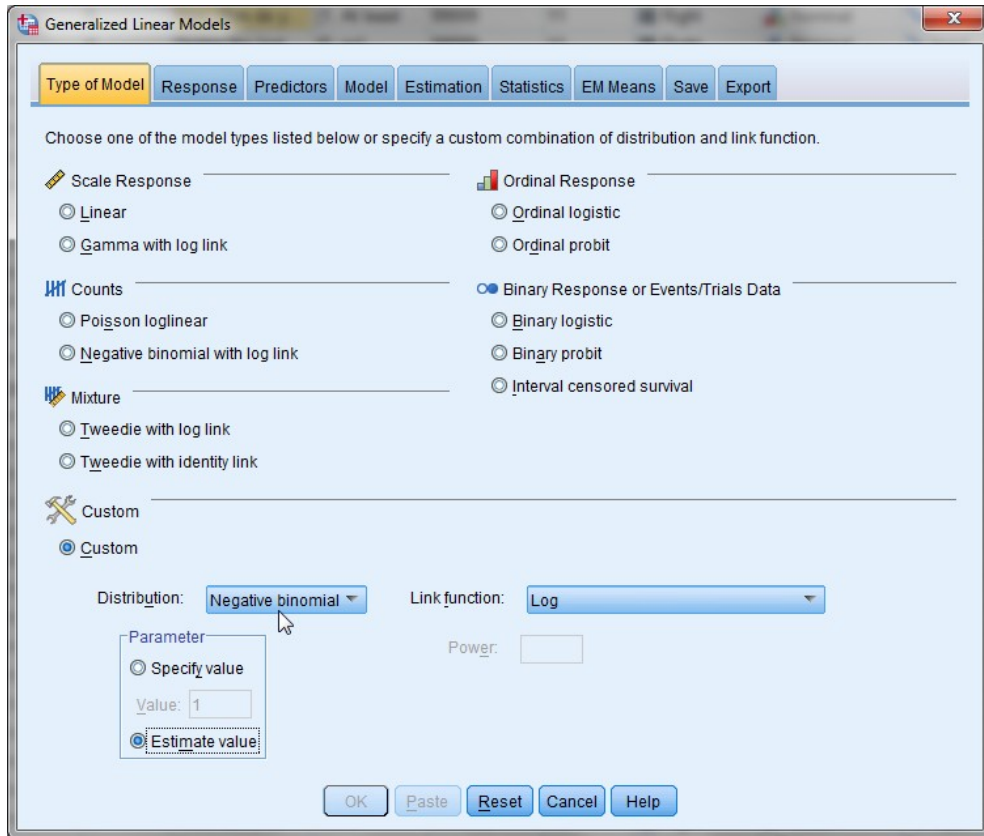 Generalized Linear Models
Type of Model Response Predictors Model Estimation Statistics EM Means Save Export
Choose one of the model types listed below or specify a custom combination of distribution and link function.
Scale Response
Linear
Gamma with log link
Counts
Poisson loglinear
Negative binomial with log link
Mixture
Tweedie with log link
Tweedie with identity link
Ordinal Response
Ordinal logistic
Ordinal probit
Binary Response or Events/Trials Data
Binary logistic
Binary probit
Interval censored survival
Custom
Custom
Distribution: Negative binomial Link function: Log
Parameter
Specify value
Value: 1
Estimate value
Power:
OK Paste Reset Cancel Help